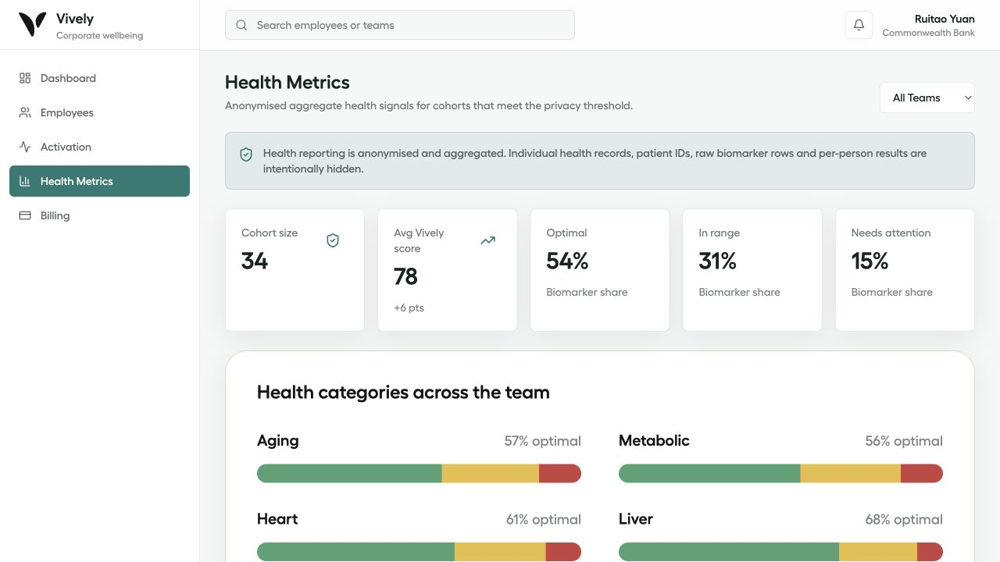 Vively
Corporate wellbeing
Search employees or teams
Ruitao Yuan
Commonwealth Bank
Dashboard
Employees
Activation
Health Metrics
Billing
Health Metrics
Anonymised aggregate health signals for cohorts that meet the privacy threshold.
All Teams
Health reporting is anonymised and aggregated. Individual health records, patient IDs, raw biomarker rows and per-person results are
intentionally hidden.
Cohort size
34
Avg Vively
score
78
+6 pts
Optimal
54%
Biomarker share
In range
31%
Biomarker share
Needs attention
15%
Biomarker share
Health categories across the team
Aging
57% optimal
Metabolic
56% optimal
Heart
61% optimal
Liver
68% optimal